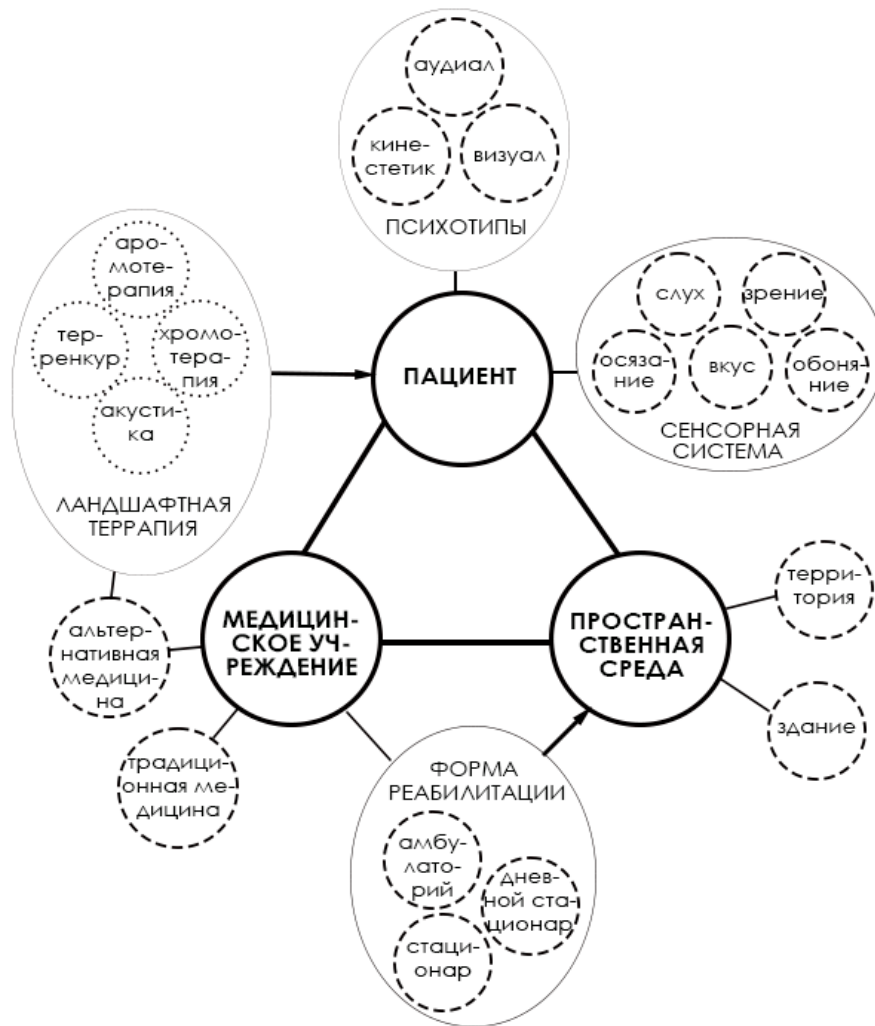 аудиал
кине-
стетик
визуал
ПСИХОТИПЫ
аро-
моте-
рапия
тер-
ренкур
хромо-
тера-
пия
акусти-
ка
ЛАНДШАФТНАЯ
ТЕРРАПИЯ
ПАЦИЕНТ
слух
зрение
осяза-
ние
вкус
обоня-
ние
СЕНСОРНАЯ
СИСТЕМА
МЕДИЦИН-
СКОЕ УЧ-
РЕЖДЕНИЕ
ПРОСТРАН-
СТВЕННАЯ
СРЕДА
терри-
тория
здание
альтер-
нативная
медици-
на
традици-
онная ме-
дицина
ФОРМА
РЕАБИЛИТАЦИИ
амбу-
лато-
рий
днев-
ной ста-
ционар
стаци-
онар